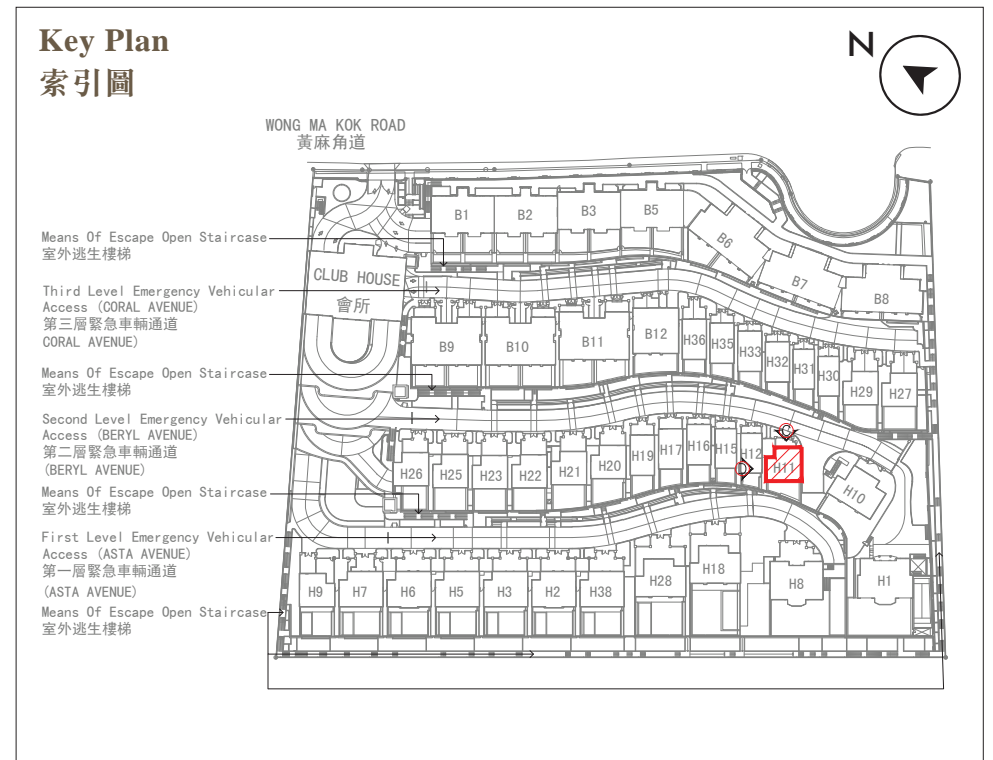 Key Plan
索引圖
N
WONG MA KOK ROAD
黃麻角道
B1
B2
B3
B5
B6
B7
B8
Means Of Escape Open Staircase
室外逃生樓梯
CLUB HOUSE
會所
Third Level Emergency Vehicular
Access (CORAL AVENUE)
第三層緊急車輛通道
CORAL AVENUE)
B9
B10
B11
B12
H36
H35
H33
H32
H31
H30
H29
H27
Means Of Escape Open Staircase
室外逃生樓梯
Second Level Emergency Vehicular
Access (BERYL AVENUE)
第二層緊急車輛通道
(BERYL AVENUE)
H26
H25
H23
H22
H21
H20
H19
H17
H16
H15
H12
H11
H10
C
D
Means Of Escape Open Staircase
室外逃生樓梯
First Level Emergency Vehicular
Access (ASTA AVENUE)
第一層緊急車輛通道
(ASTA AVENUE)
H9
H7
H6
H5
H3
H2
H38
H28
H18
H8
H1
Means Of Escape Open Staircase
室外逃生樓梯